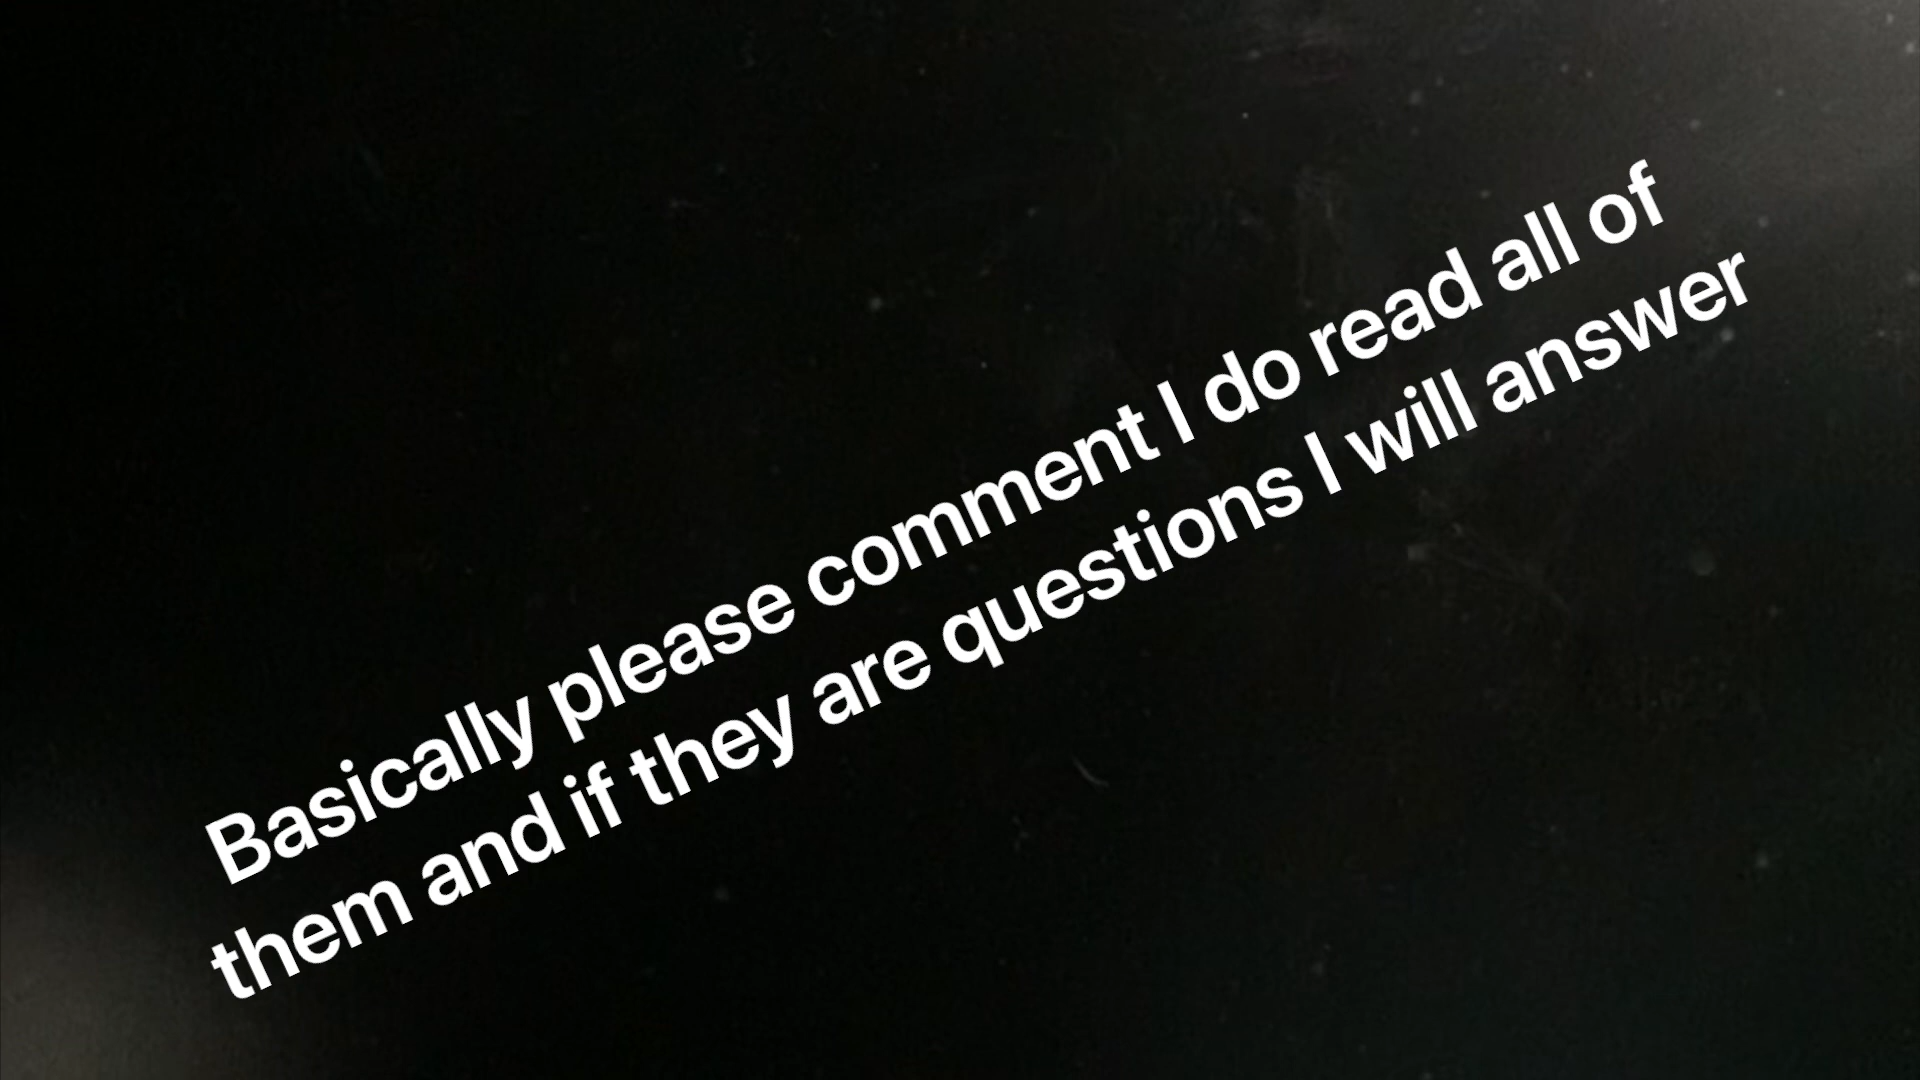 Basically please comment I do read all of
them and if they are questions I will answer